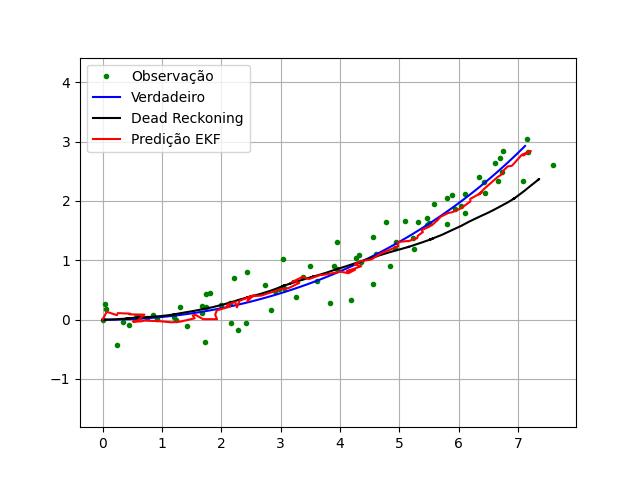 Observação
Verdadeiro
Dead Reckoning
Predição EKF
4
3
2
1
0
−1
0 1 2 3 4 5 6 7